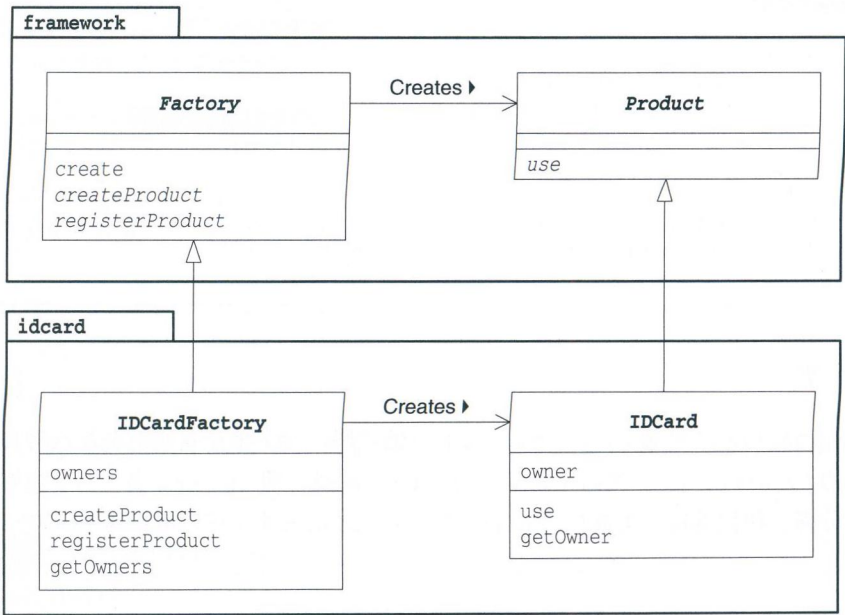 framework
Factory
Creates
Product
create
createProduct
registerProduct
use
idcard
IDCardFactory
Creates
IDCard
owners
owner
createProduct
registerProduct
getOwners
use
getOwner